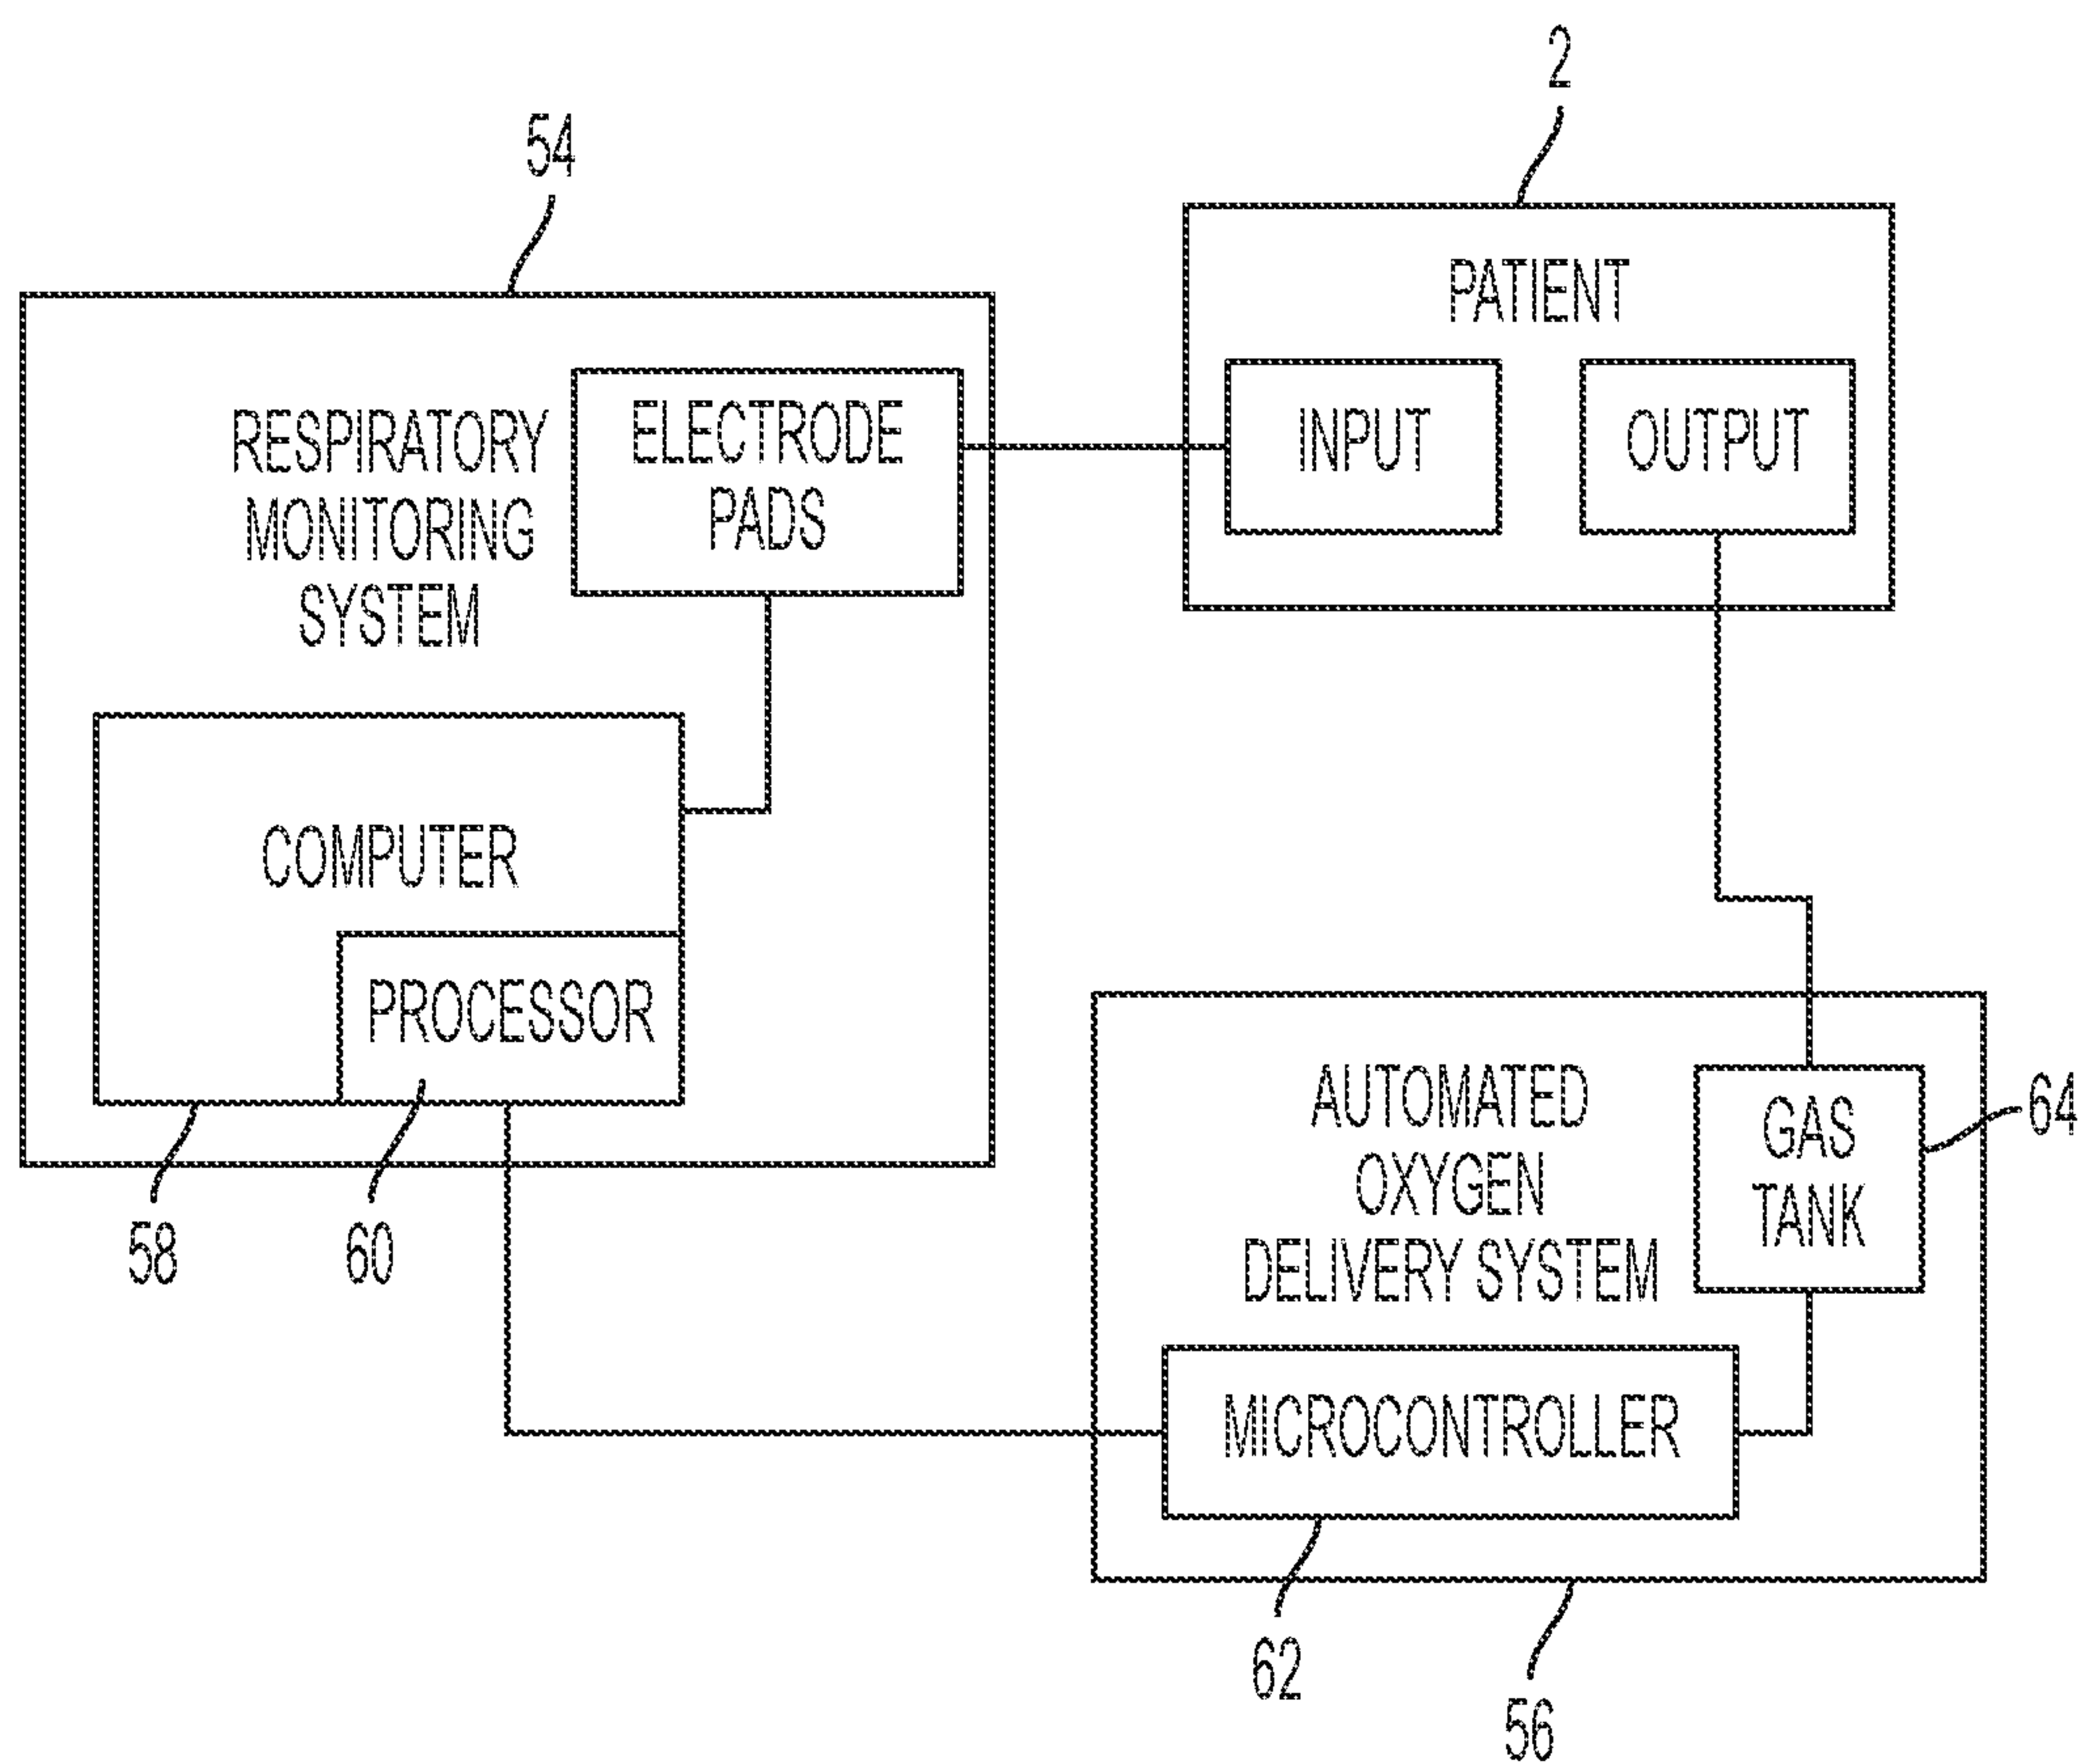 2
54
PATIENT
INPUT
OUTPUT
RESPIRATORY
MONITORING
SYSTEM
ELECTRODE
PADS
COMPUTER
PROCESSOR
58
60
AUTOMATED
OXYGEN
DELIVERY SYSTEM
GAS
TANK
64
MICROCONTROLLER
62
56